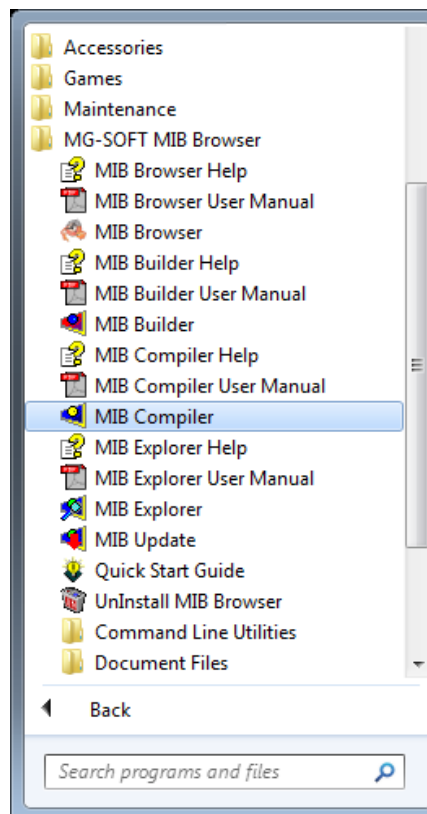 Accessories
Games
Maintenance
MG-SOFT MIB Browser
MIB Browser Help
MIB Browser User Manual
MIB Browser
MIB Builder Help
MIB Builder User Manual
MIB Builder
MIB Compiler Help
MIB Compiler User Manual
MIB Compiler
MIB Explorer Help
MIB Explorer User Manual
MIB Explorer
MIB Update
Quick Start Guide
UnInstall MIB Browser
Command Line Utilities
Document Files
Back
Search programs and files